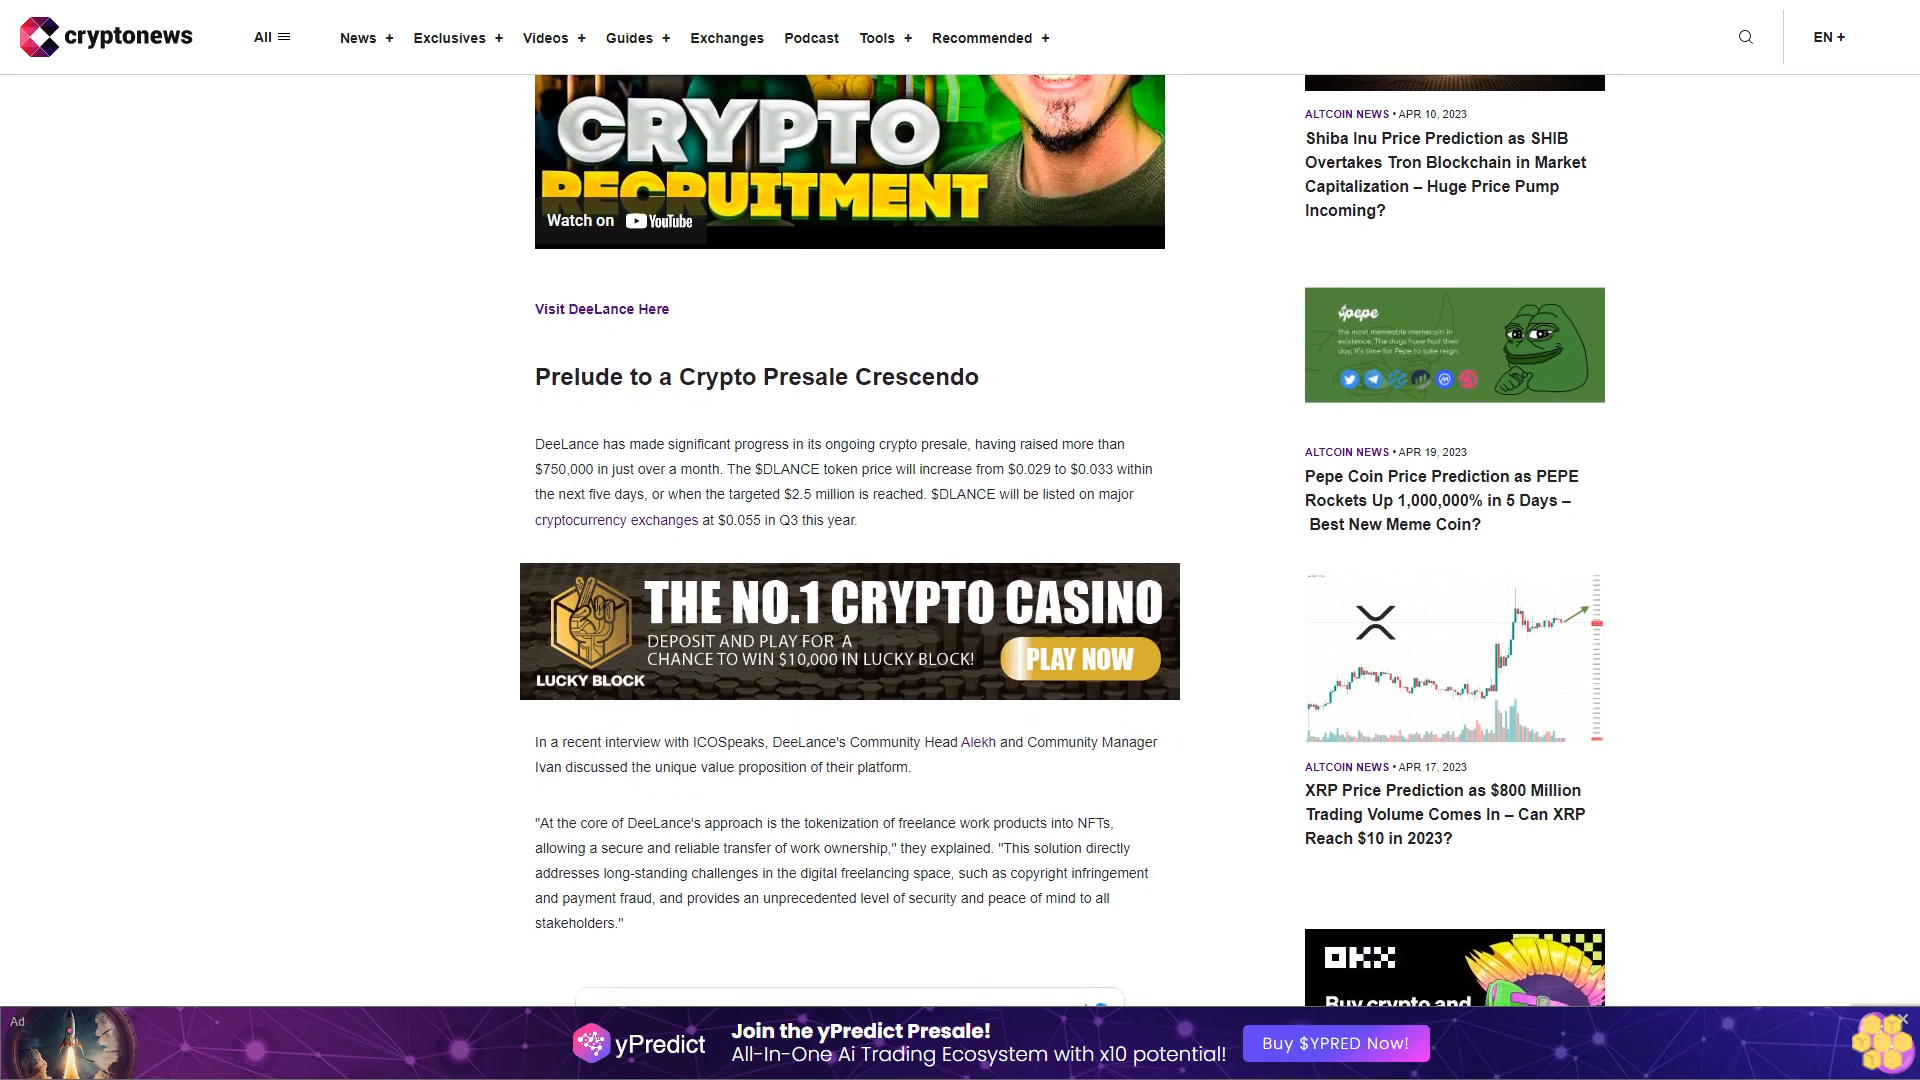 cryptonews
All
News +
Exclusives +
Videos +
Guides +
Exchanges
Podcast
Tools +
Recommended +
EN +
CRYPTO
RECRUITMENT
Watch on YouTube
Visit DeeLance Here
Prelude to a Crypto Presale Crescendo
DeeLance has made significant progress in its ongoing crypto presale, having raised more than
$750,000 in just over a month. The $DLANCE token price will increase from $0.029 to $0.033 within
the next five days, or when the targeted $2.5 million is reached. $DLANCE will be listed on major
cryptocurrency exchanges at $0.055 in Q3 this year.
THE NO.1 CRYPTO CASINO
DEPOSIT AND PLAY FOR A
CHANCE TO WIN $10,000 IN LUCKY BLOCK!
PLAY NOW
LUCKY BLOCK
In a recent interview with ICOSpeaks, DeeLance's Community Head Alekh and Community Manager
Ivan discussed the unique value proposition of their platform.
"At the core of DeeLance's approach is the tokenization of freelance work products into NFTs,
allowing a secure and reliable transfer of work ownership," they explained. "This solution directly
addresses long-standing challenges in the digital freelancing space, such as copyright infringement
and payment fraud, and provides an unprecedented level of security and peace of mind to all
stakeholders."
ALTCOIN NEWS • APR 10, 2023
Shiba Inu Price Prediction as SHIB
Overtakes Tron Blockchain in Market
Capitalization – Huge Price Pump
Incoming?
$pepe
the most memeable memecoin in
existence. The dogs have had their
day, it's time for Pepe to take reign.
ALTCOIN NEWS • APR 19, 2023
Pepe Coin Price Prediction as PEPE
Rockets Up 1,000,000% in 5 Days –
Best New Meme Coin?
ALTCOIN NEWS • APR 17, 2023
XRP Price Prediction as $800 Million
Trading Volume Comes In – Can XRP
Reach $10 in 2023?
OKX
Buy crypto and
Ad
yPredict
Join the yPredict Presale!
All-In-One Ai Trading Ecosystem with x10 potential!
Buy $YPRED Now!